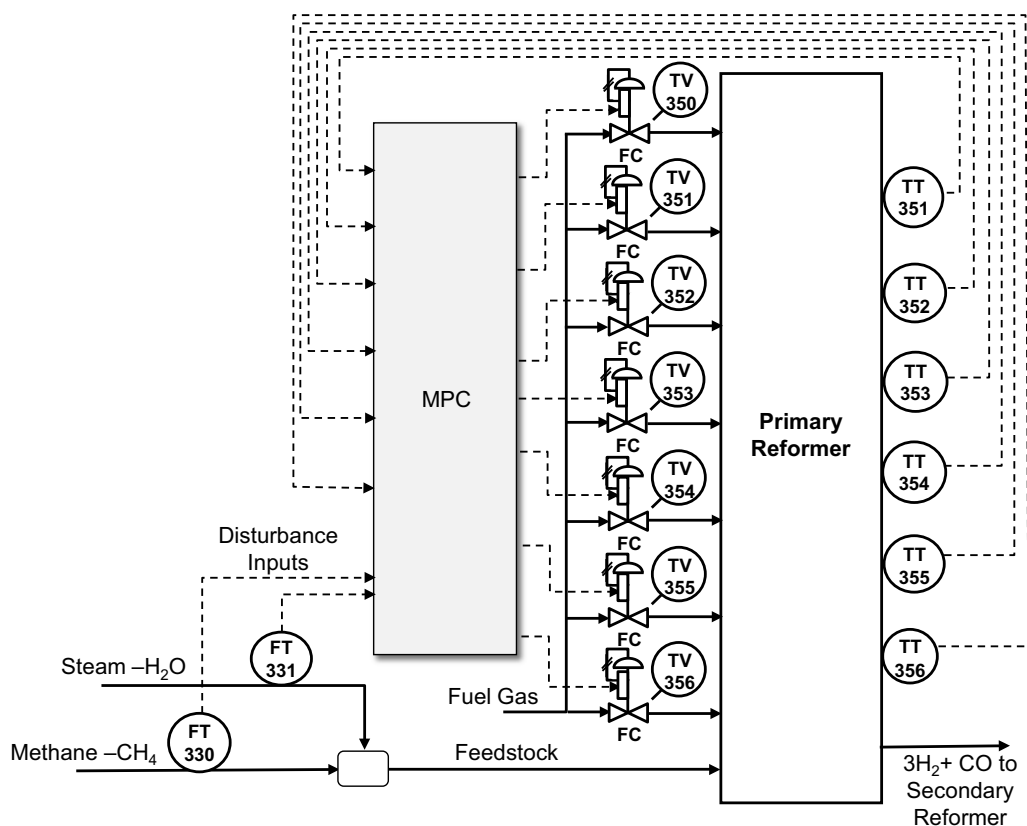 TV
350
FC
TV
351
FC
TV
352
FC
TV
353
FC
TV
354
FC
TV
355
FC
TV
356
FC
TT
351
TT
352
TT
353
TT
354
TT
355
TT
356
MPC
Primary
Reformer
Disturbance
Inputs
FT
331
Steam –H₂O
FT
330
Methane –CH₄
Fuel Gas
Feedstock
3H₂+ CO to
Secondary
Reformer